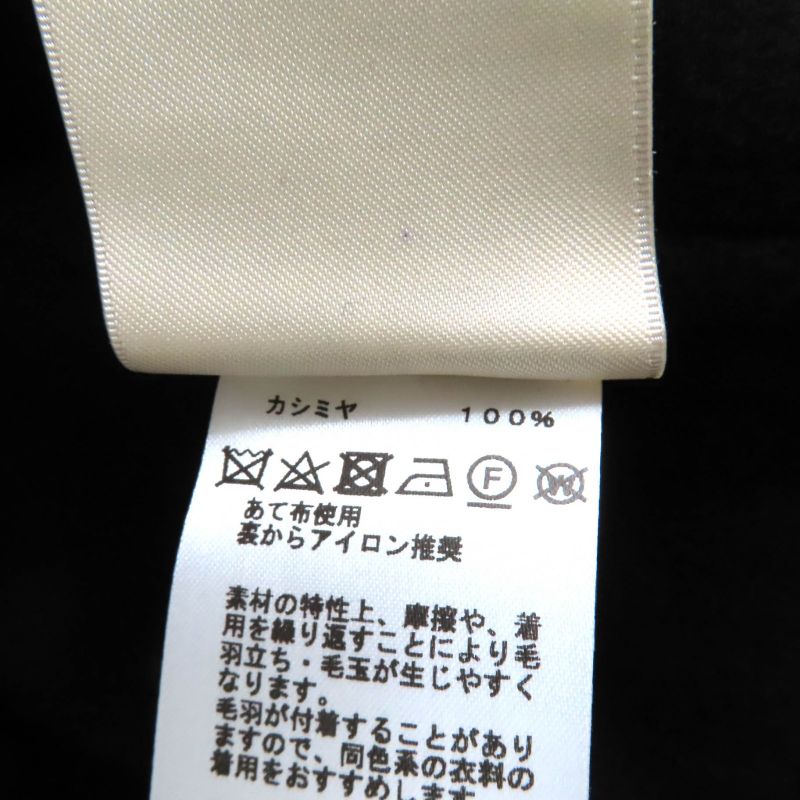 カシミヤ 100%
F W
あて布使用
裏からアイロン推奨
素材の特性上、摩擦や、着
用を繰り返すことにより毛
羽立ち・毛玉が生じやすく
なります。
毛羽が付着することがあり
ますので、同色系の衣料の
着用をおすすめします。